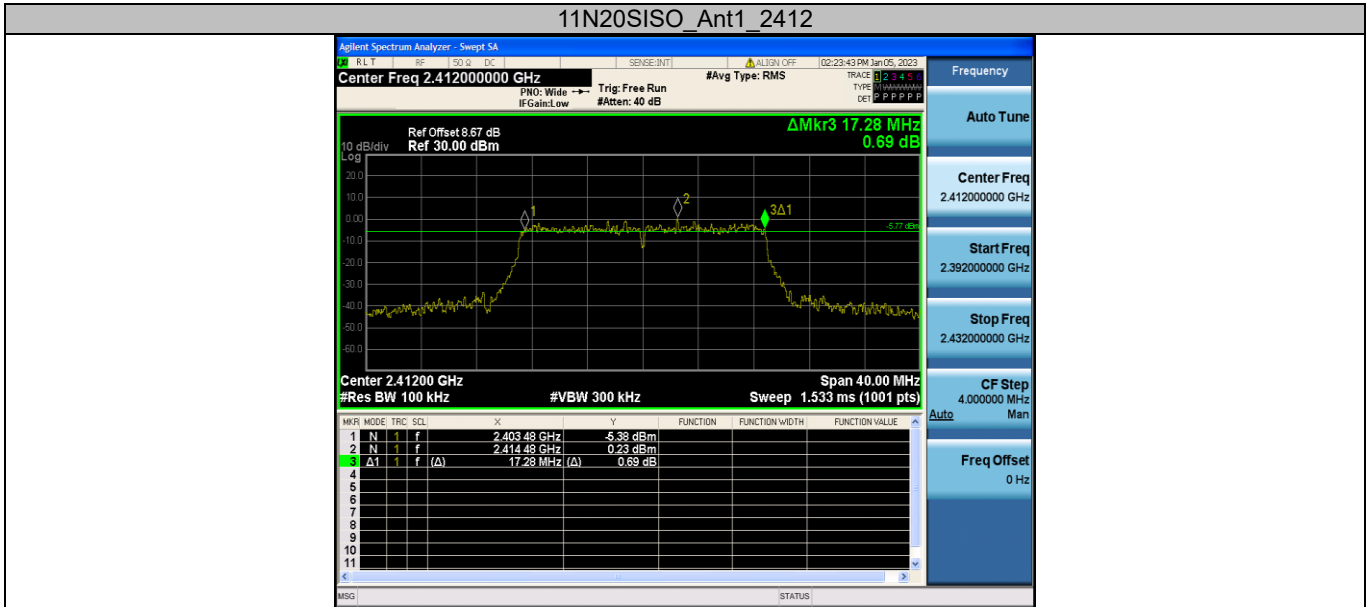 11N20SISO_Ant1_2412
Agilent Spectrum Analyzer - Swept SA
LXI R L T RF 50 Ω DC SENSE:INT ALIGN OFF 02:23:43 PM Jan 05, 2023
Center Freq 2.412000000 GHz
PNO: Wide
IFGain:Low
Trig: Free Run
#Atten: 40 dB
#Avg Type: RMS
TRACE 1 2 3 4 5 6
TYPE M
DET P P P P P P
Ref Offset 8.67 dB
Ref 30.00 dBm
10 dB/div
Log
ΔMkr3 17.28 MHz
0.69 dB
20.0
10.0
0.00
-10.0
-20.0
-30.0
-40.0
-50.0
-60.0
1
2
3Δ1
-5.77 dBm
Center 2.41200 GHz Span 40.00 MHz
#Res BW 100 kHz #VBW 300 kHz Sweep 1.533 ms (1001 pts)
MKR MODE TRC SCL X Y FUNCTION FUNCTION WIDTH FUNCTION VALUE
1 N 1 f 2.403 48 GHz -5.38 dBm
2 N 1 f 2.414 48 GHz 0.23 dBm
3 Δ1 1 f (Δ) 17.28 MHz (Δ) 0.69 dB
4
5
6
7
8
9
10
11
MSG STATUS
Frequency
Auto Tune
Center Freq
2.412000000 GHz
Start Freq
2.392000000 GHz
Stop Freq
2.432000000 GHz
CF Step
4.000000 MHz
Auto Man
Freq Offset
0 Hz